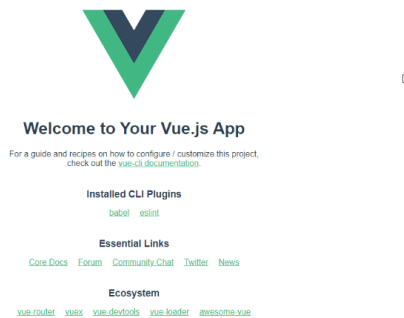 Welcome to Your Vue.js App
For a guide and recipes on how to configure / customize this project,
check out the vue-cli documentation.
Installed CLI Plugins
babel eslint
Essential Links
Core Docs Forum Community Chat Twitter News
Ecosystem
vue-router vuex vue-devtools vue-loader awesome-vue